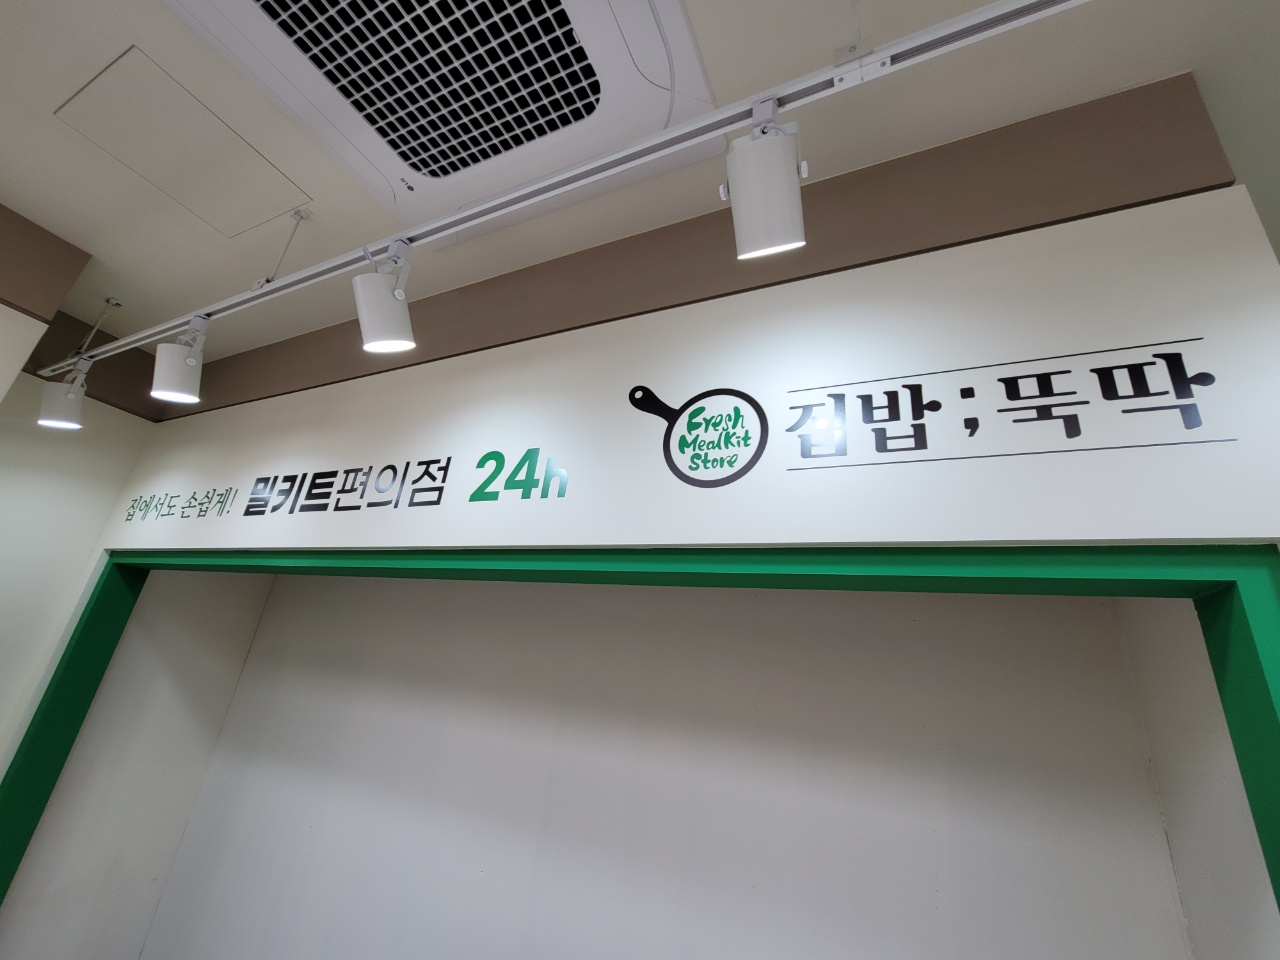 집에서도 손쉽게! 밀키트편의점 24h
Fresh
MealKit
Store
집밥;뚝딱
LG